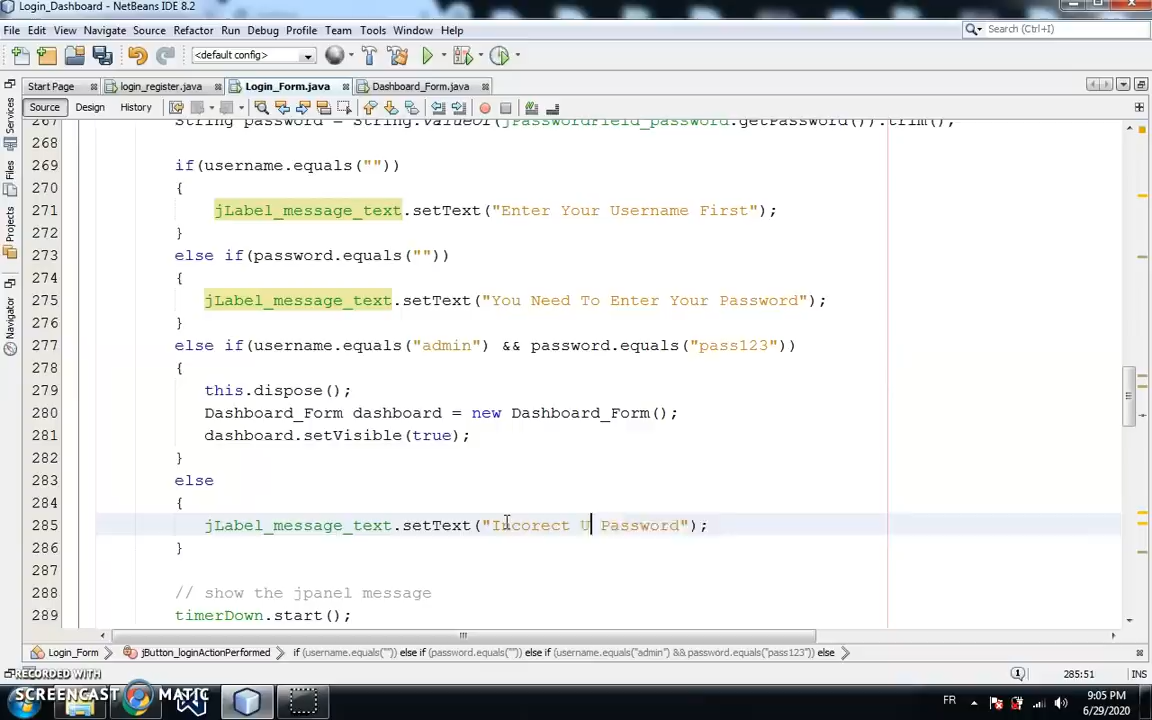 Login_Dashboard - NetBeans IDE 8.2
File Edit View Navigate Source Refactor Run Debug Profile Team Tools Window Help
Search (Ctrl+I)
<default config>
Start Page login_register.java Login_Form.java Dashboard_Form.java
Source Design History
Services
Files
Projects
Navigator
267 String password = String.valueOf(jPasswordField_password.getPassword()).trim();
268
269 if(username.equals(""))
270 {
271 jLabel_message_text.setText("Enter Your Username First");
272 }
273 else if(password.equals(""))
274 {
275 jLabel_message_text.setText("You Need To Enter Your Password");
276 }
277 else if(username.equals("admin") && password.equals("pass123"))
278 {
279 this.dispose();
280 Dashboard_Form dashboard = new Dashboard_Form();
281 dashboard.setVisible(true);
282 }
283 else
284 {
285 jLabel_message_text.setText("Incorect U Password");
286 }
287
288 // show the jpanel message
289 timerDown.start();
Login_Form jButton_loginActionPerformed if (username.equals("")) else if (password.equals("")) else if (username.equals("admin") && password.equals("pass123")) else
285:51 INS
RECORDED WITH
SCREENCAST MATIC
FR
9:05 PM
6/29/2020